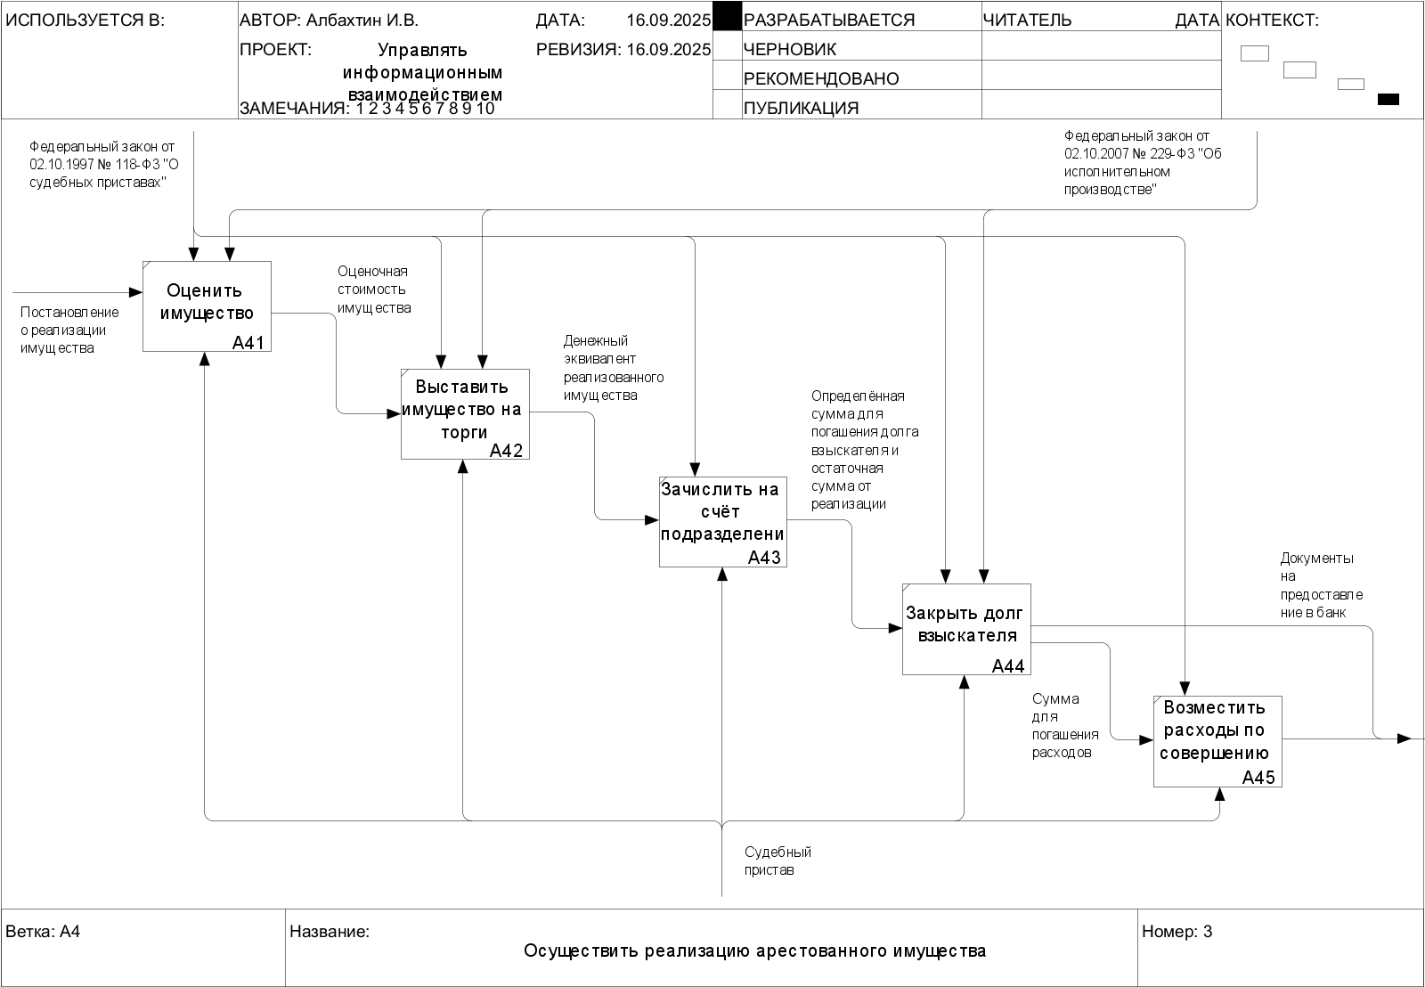 ИСПОЛЬЗУЕТСЯ В:
АВТОР: Албахтин И.В.
ДАТА: 16.09.2025
ПРОЕКТ: Управлять
информационным
взаимодействием
РЕВИЗИЯ: 16.09.2025
ЗАМЕЧАНИЯ: 1 2 3 4 5 6 7 8 9 10
РАЗРАБАТЫВАЕТСЯ
ЧЕРНОВИК
РЕКОМЕНДОВАНО
ПУБЛИКАЦИЯ
ЧИТАТЕЛЬ
ДАТА
КОНТЕКСТ:
Федеральный закон от
02.10.1997 № 118-ФЗ "О
судебных приставах"
Федеральный закон от
02.10.2007 № 229-ФЗ "Об
исполнительном
производстве"
Постановление
о реализации
имущества
Оценить
имущество
A41
Оценочная
стоимость
имущества
Выставить
имущество на
торги
A42
Денежный
эквивалент
реализованного
имущества
Зачислить на
счёт
подразделени
A43
Определённая
сумма для
погашения долга
взыскателя и
остаточная
сумма от
реализации
Закрыть долг
взыскателя
A44
Сумма
для
погашения
расходов
Документы
на
предоставле
ние в банк
Возместить
расходы по
совершению
A45
Судебный
пристав
Ветка: A4
Название:
Осуществить реализацию арестованного имущества
Номер: 3